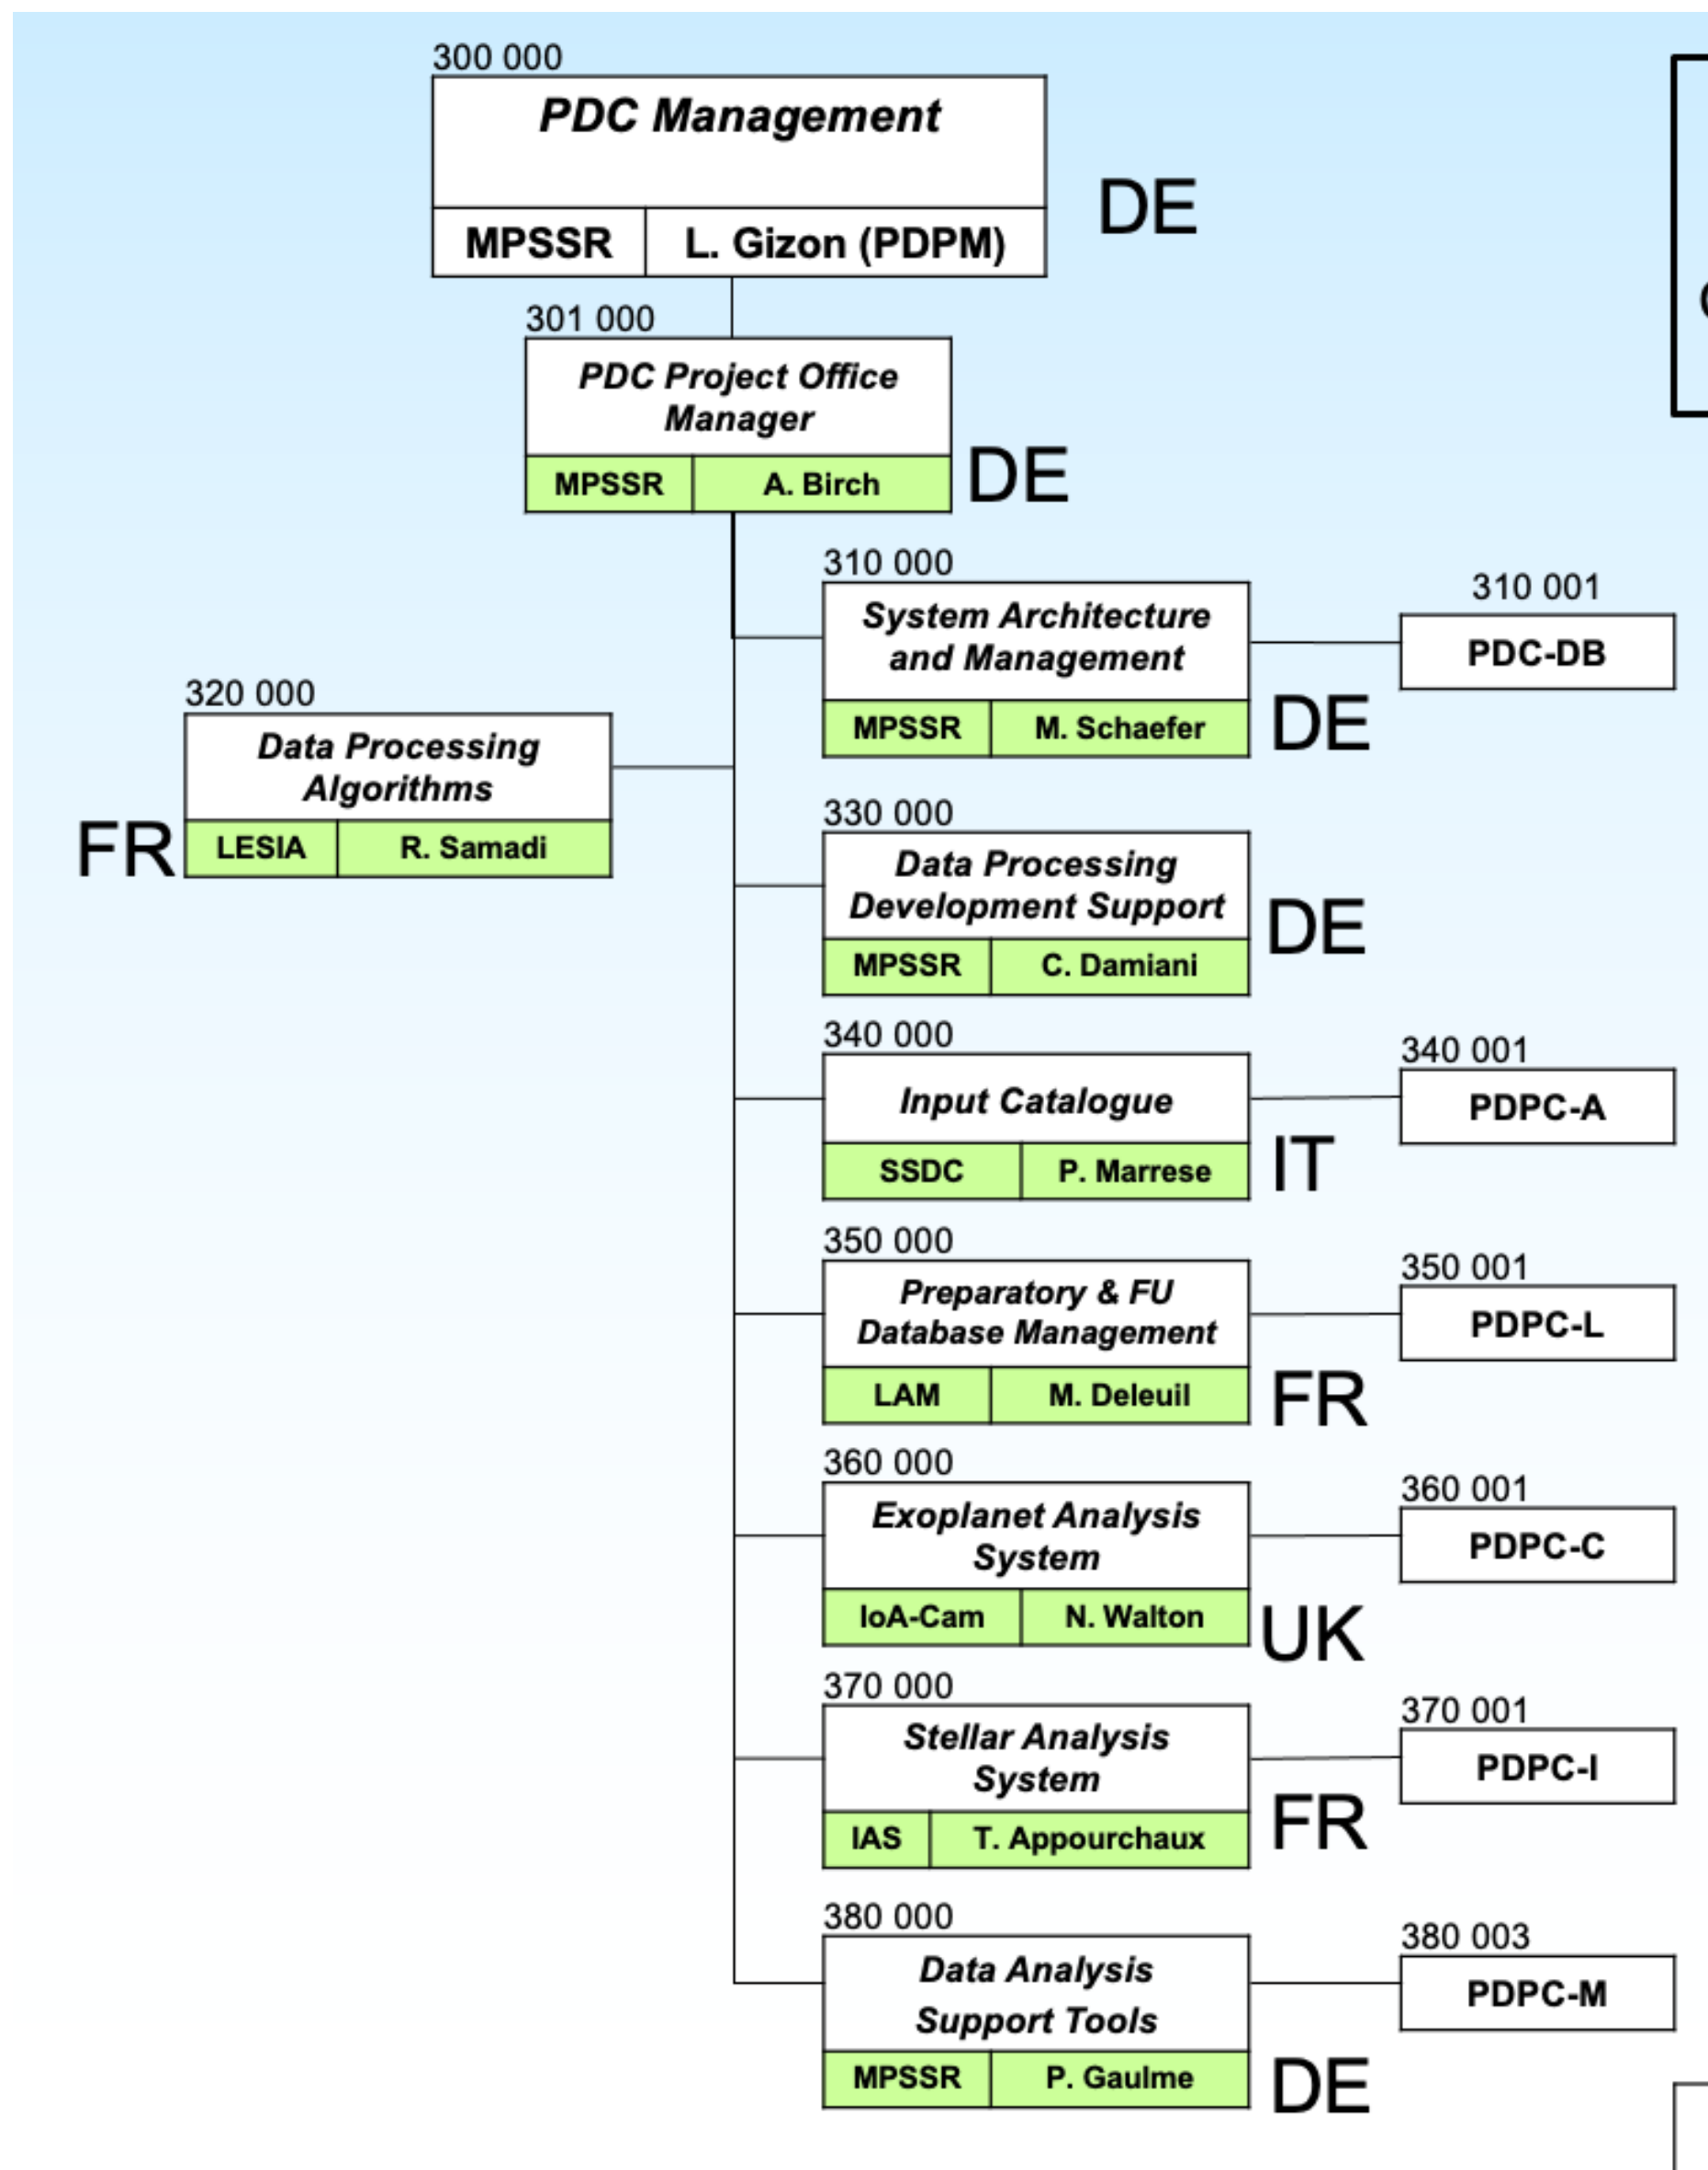 300 000
PDC Management
MPSSR L. Gizon (PDPM)
DE
301 000
PDC Project Office
Manager
MPSSR A. Birch
DE
310 000
System Architecture
and Management
MPSSR M. Schaefer
DE
310 001
PDC-DB
320 000
Data Processing
Algorithms
LESIA R. Samadi
FR
330 000
Data Processing
Development Support
MPSSR C. Damiani
DE
340 000
Input Catalogue
SSDC P. Marrese
IT
340 001
PDPC-A
350 000
Preparatory & FU
Database Management
LAM M. Deleuil
FR
350 001
PDPC-L
360 000
Exoplanet Analysis
System
IoA-Cam N. Walton
UK
360 001
PDPC-C
370 000
Stellar Analysis
System
IAS T. Appourchaux
FR
370 001
PDPC-I
380 000
Data Analysis
Support Tools
MPSSR P. Gaulme
DE
380 003
PDPC-M